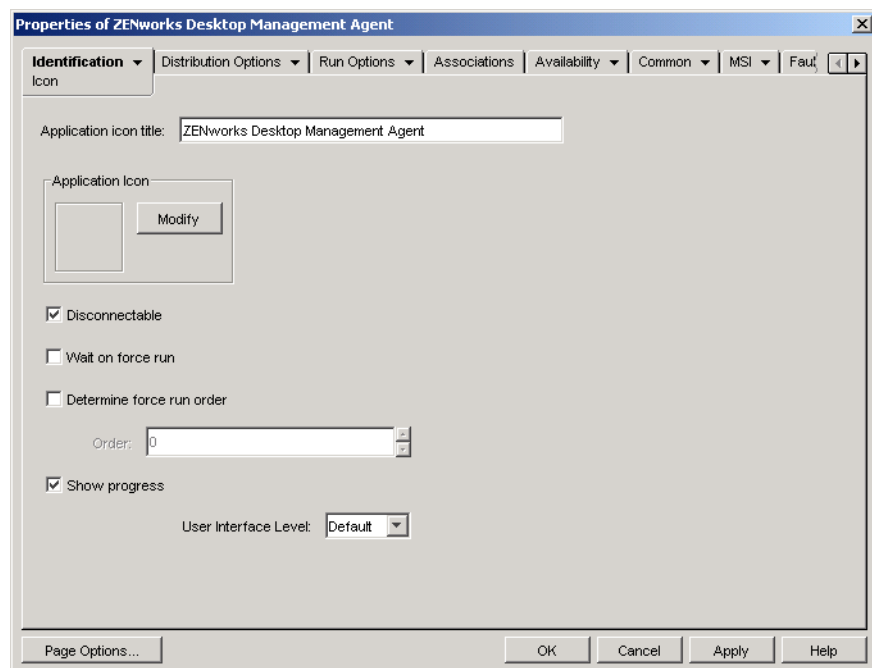 Properties of ZENworks Desktop Management Agent
Identification Distribution Options Run Options Associations Availability Common MSI
Icon
Application icon title: ZENworks Desktop Management Agent
Application Icon
Modify
Disconnectable
Wait on force run
Determine force run order
Order: 0
Show progress
User Interface Level: Default
Page Options... OK Cancel Apply Help